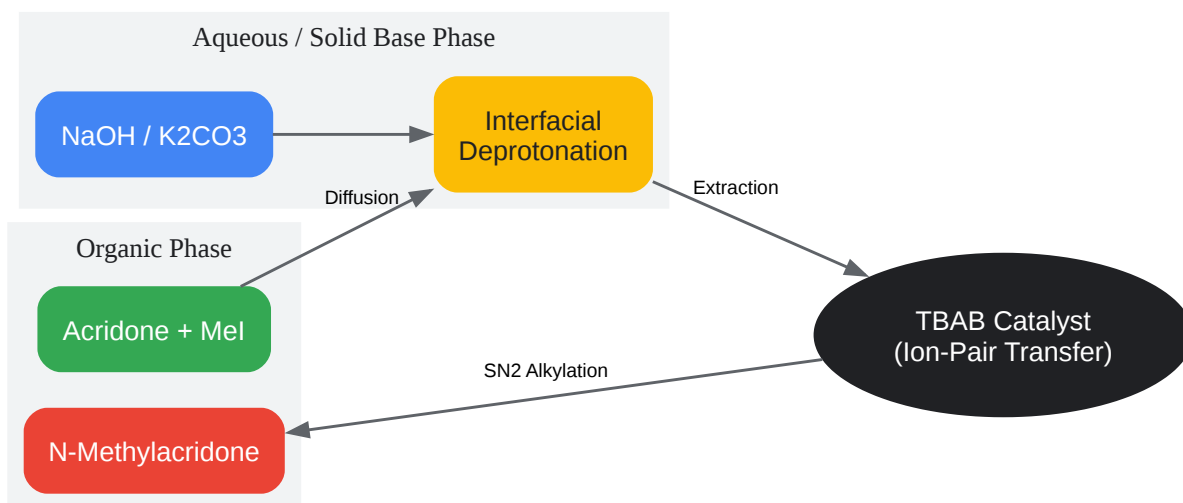 Aqueous / Solid Base Phase
NaOH / K2CO3
Interfacial
Deprotonation
Diffusion
Extraction
Organic Phase
Acridone + MeI
TBAB Catalyst
(Ion-Pair Transfer)
SN2 Alkylation
N-Methylacridone